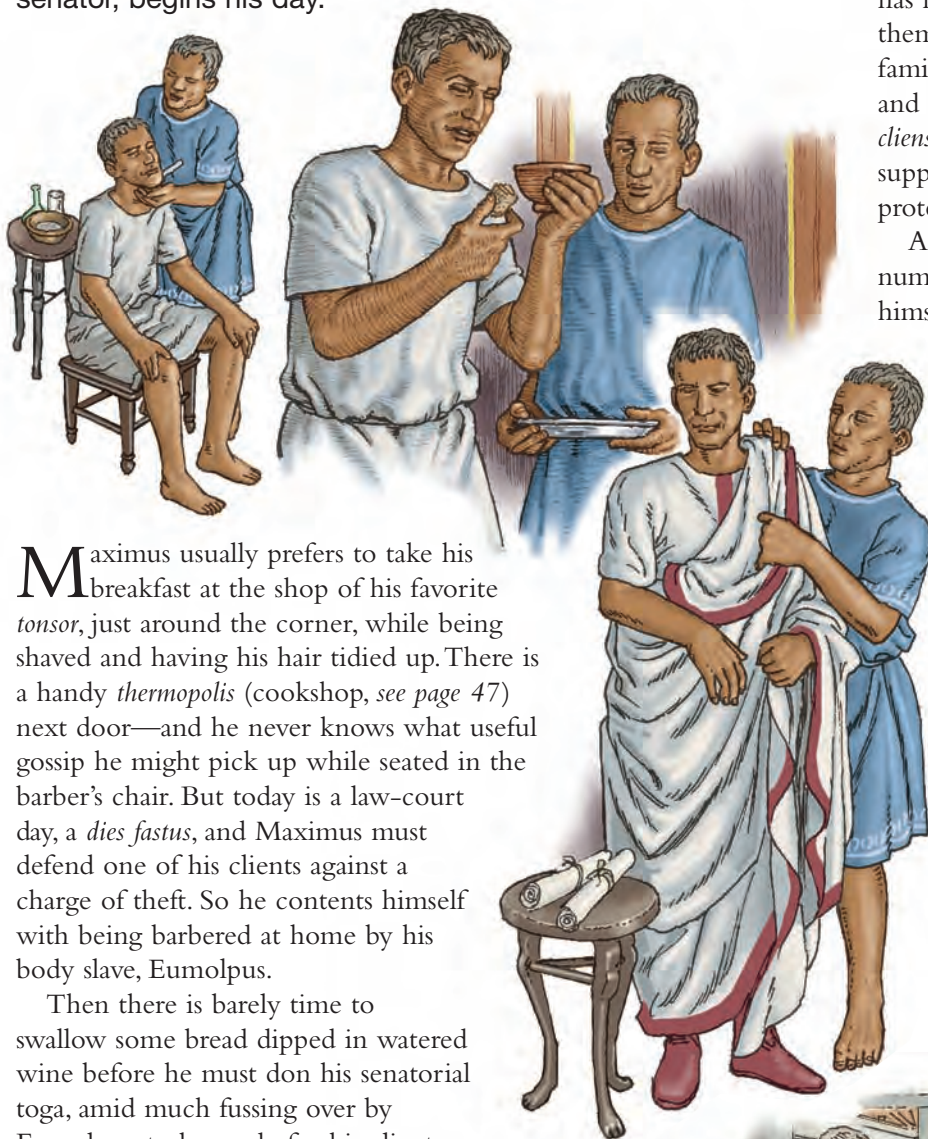 senator, begins his day.
Maximus usually prefers to take his
breakfast at the shop of his favorite
tonsor, just around the corner, while being
shaved and having his hair tidied up. There is
a handy thermopolis (cookshop, see page 47)
next door—and he never knows what useful
gossip he might pick up while seated in the
barber’s chair. But today is a law-court
day, a dies fastus, and Maximus must
defend one of his clients against a
charge of theft. So he contents himself
with being barbered at home by his
body slave, Eumolpus.
Then there is barely time to
swallow some bread dipped in watered
wine before he must don his senatorial
toga, amid much fussing over by
them
fami
and
cliens
supp
prote
A
num
hims